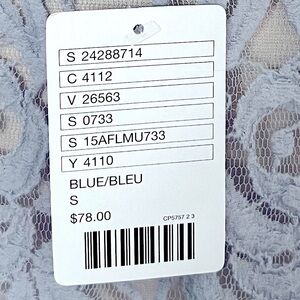 S 24288714
C 4112
V 26563
S 0733
S 15AFLMU733
Y 4110
BLUE/BLEU
S
$78.00
CP5757 2 3